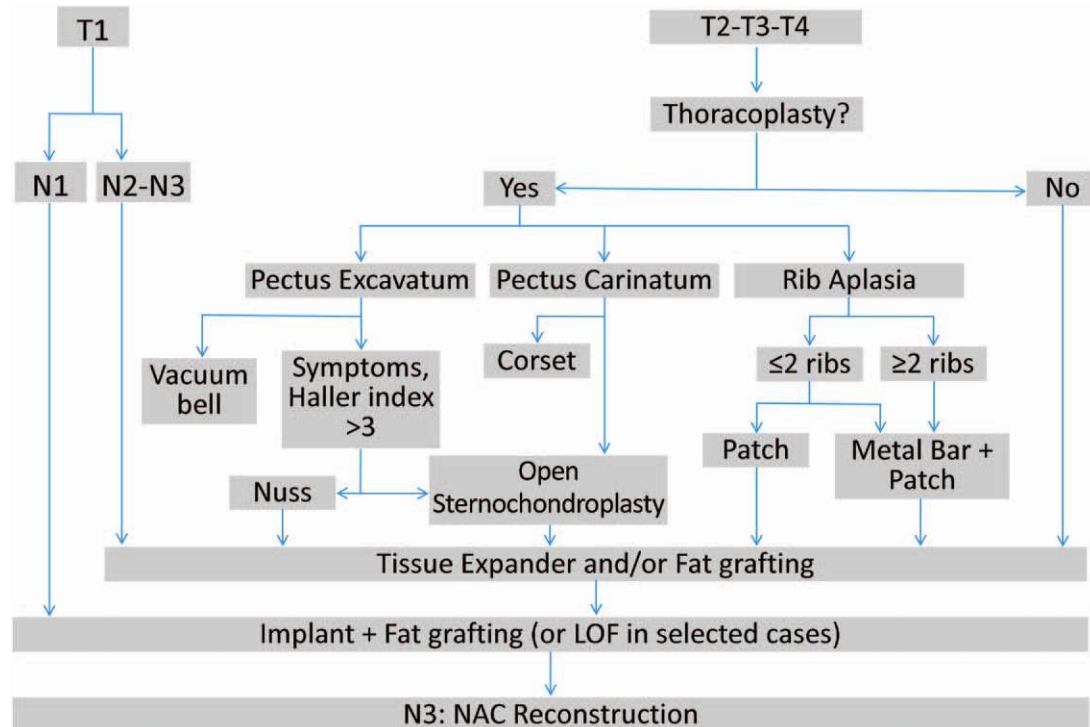 T1
T2-T3-T4
Thoracoplasty?
N1
N2-N3
Yes
No
Pectus Excavatum
Pectus Carinatum
Rib Aplasia
Vacuum
bell
Symptoms,
Haller index
>3
Corset
≤2 ribs
≥2 ribs
Nuss
Open
Sternochondroplasty
Patch
Metal Bar +
Patch
Tissue Expander and/or Fat grafting
Implant + Fat grafting (or LOF in selected cases)
N3: NAC Reconstruction